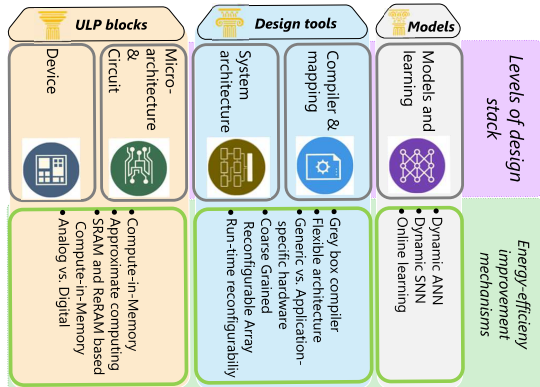 ULP blocks
Design tools
Models
Levels of design
stack
Device
Micro-
architecture
&
Circuit
System
architecture
Compiler &
mapping
Models and
learning
Energy-efficieny
improvement
mechanisms
• Compute-in-Memory
• Approximate computing
• SRAM and ReRAM based
Compute-in-Memory
• Analog vs. Digital
• Grey box compiler
• Flexible architecture
• Generic vs. Application-
specific hardware
• Coarse Grained
Reconfigurable Array
• Run-time reconfigurability
• Dynamic ANN
• Dynamic SNN
• Online learning